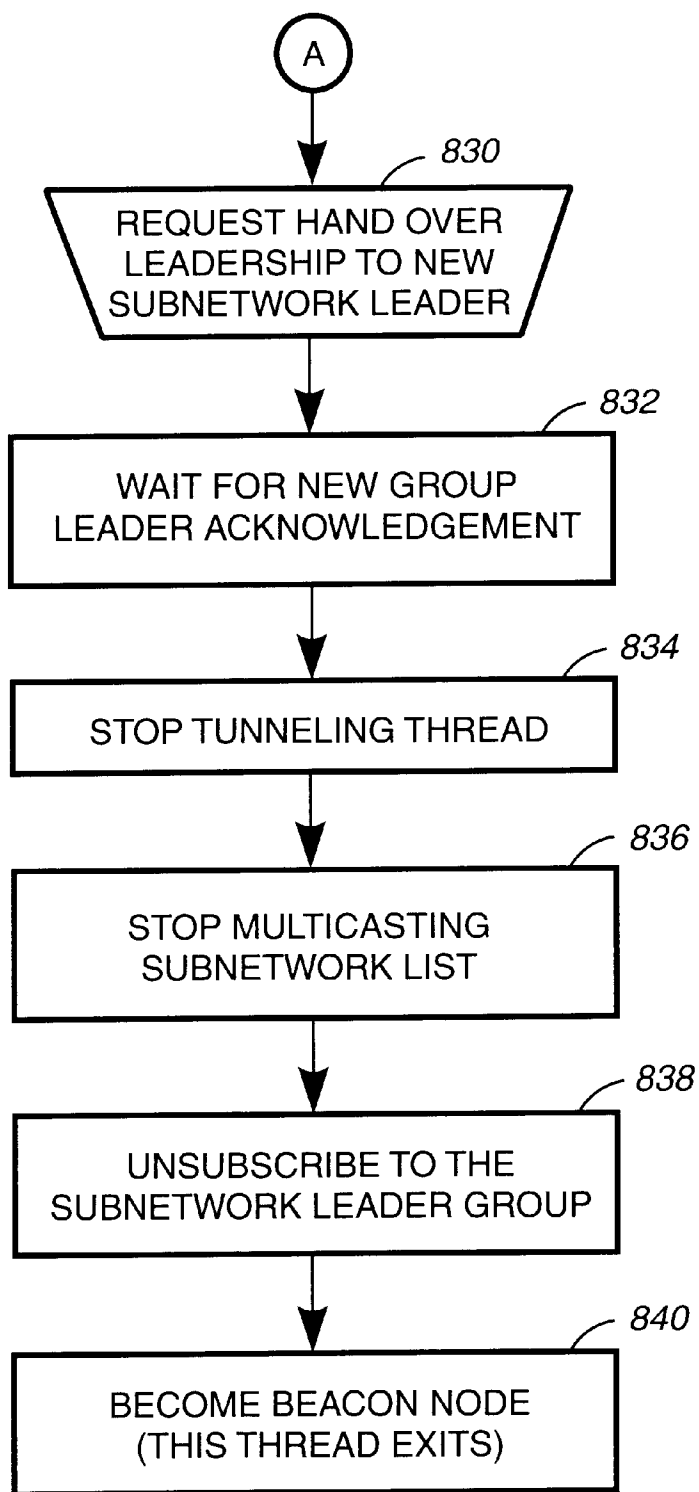 A
830
REQUEST HAND OVER
LEADERSHIP TO NEW
SUBNETWORK LEADER
832
WAIT FOR NEW GROUP
LEADER ACKNOWLEDGEMENT
834
STOP TUNNELING THREAD
836
STOP MULTICASTING
SUBNETWORK LIST
838
UNSUBSCRIBE TO THE
SUBNETWORK LEADER GROUP
840
BECOME BEACON NODE
(THIS THREAD EXITS)